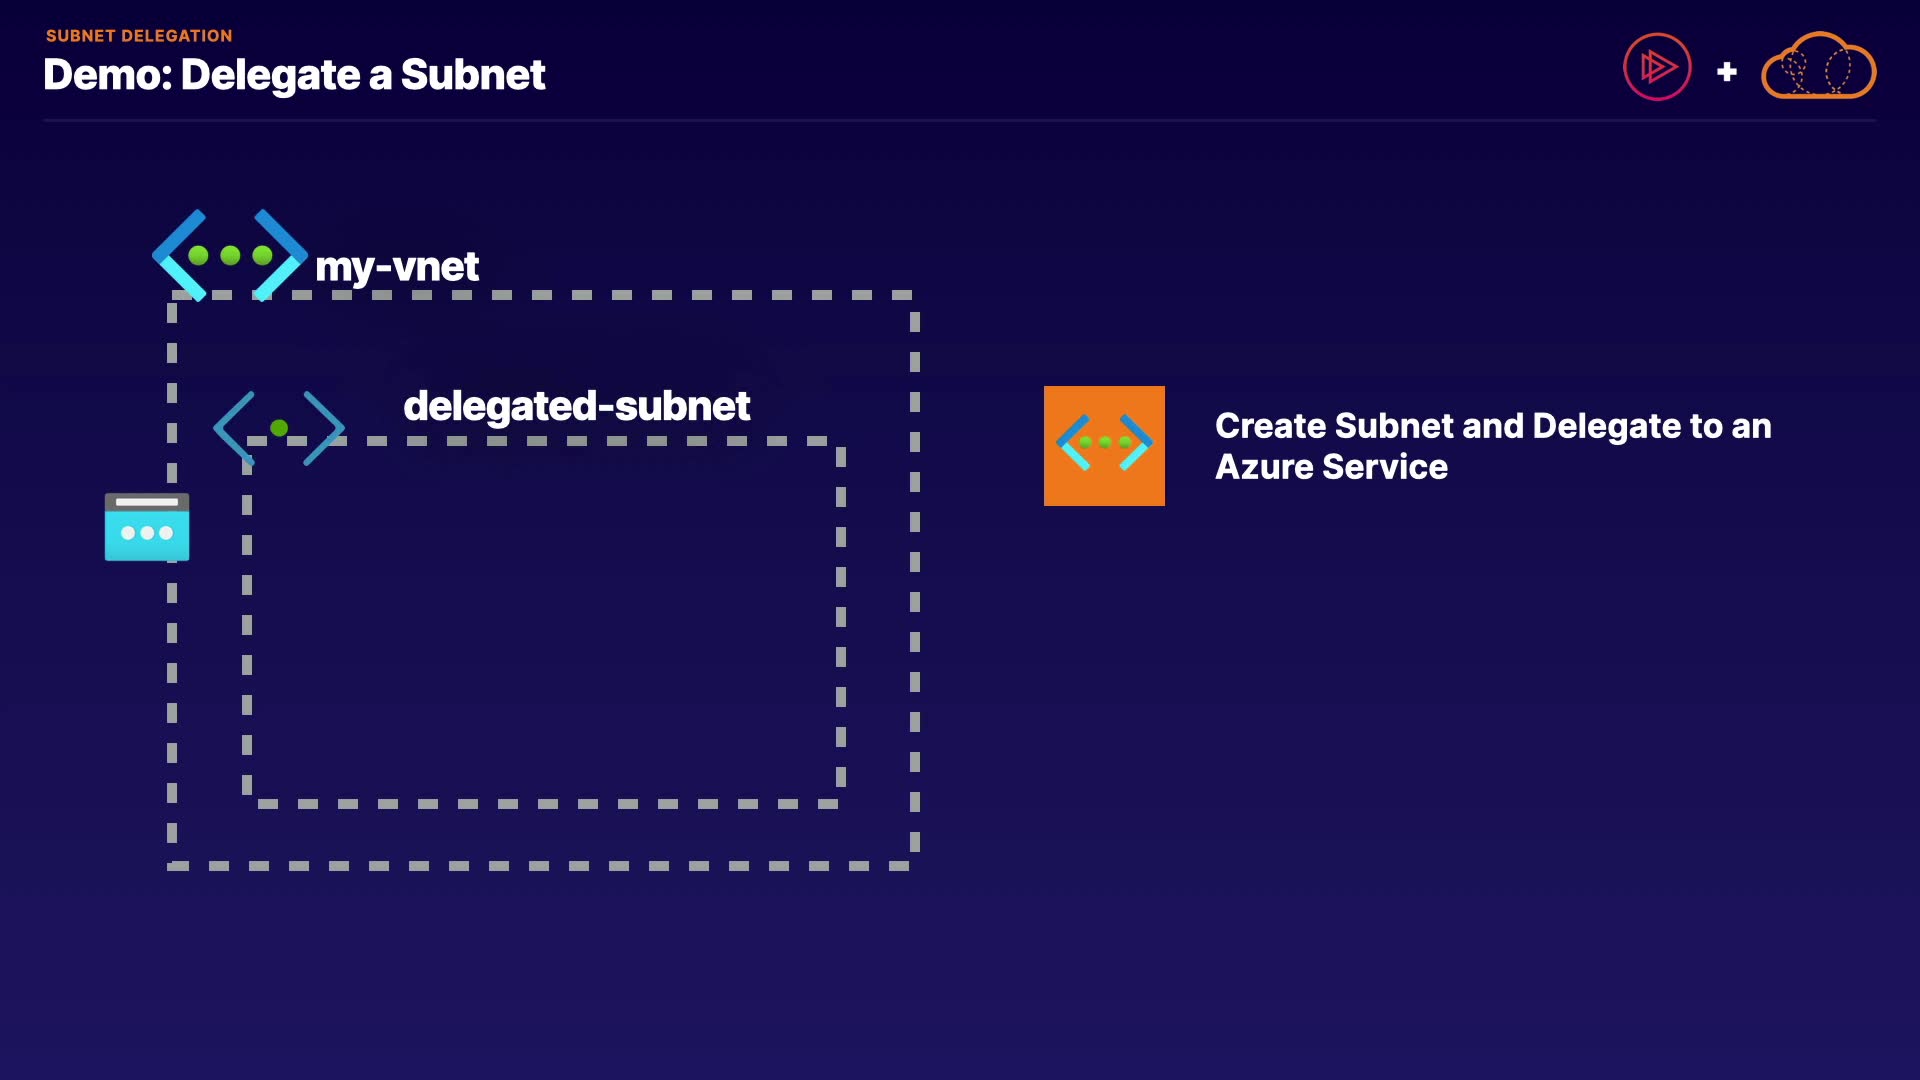 SUBNET DELEGATION
Demo: Delegate a Subnet
+
my-vnet
delegated-subnet
Create Subnet and Delegate to an
Azure Service